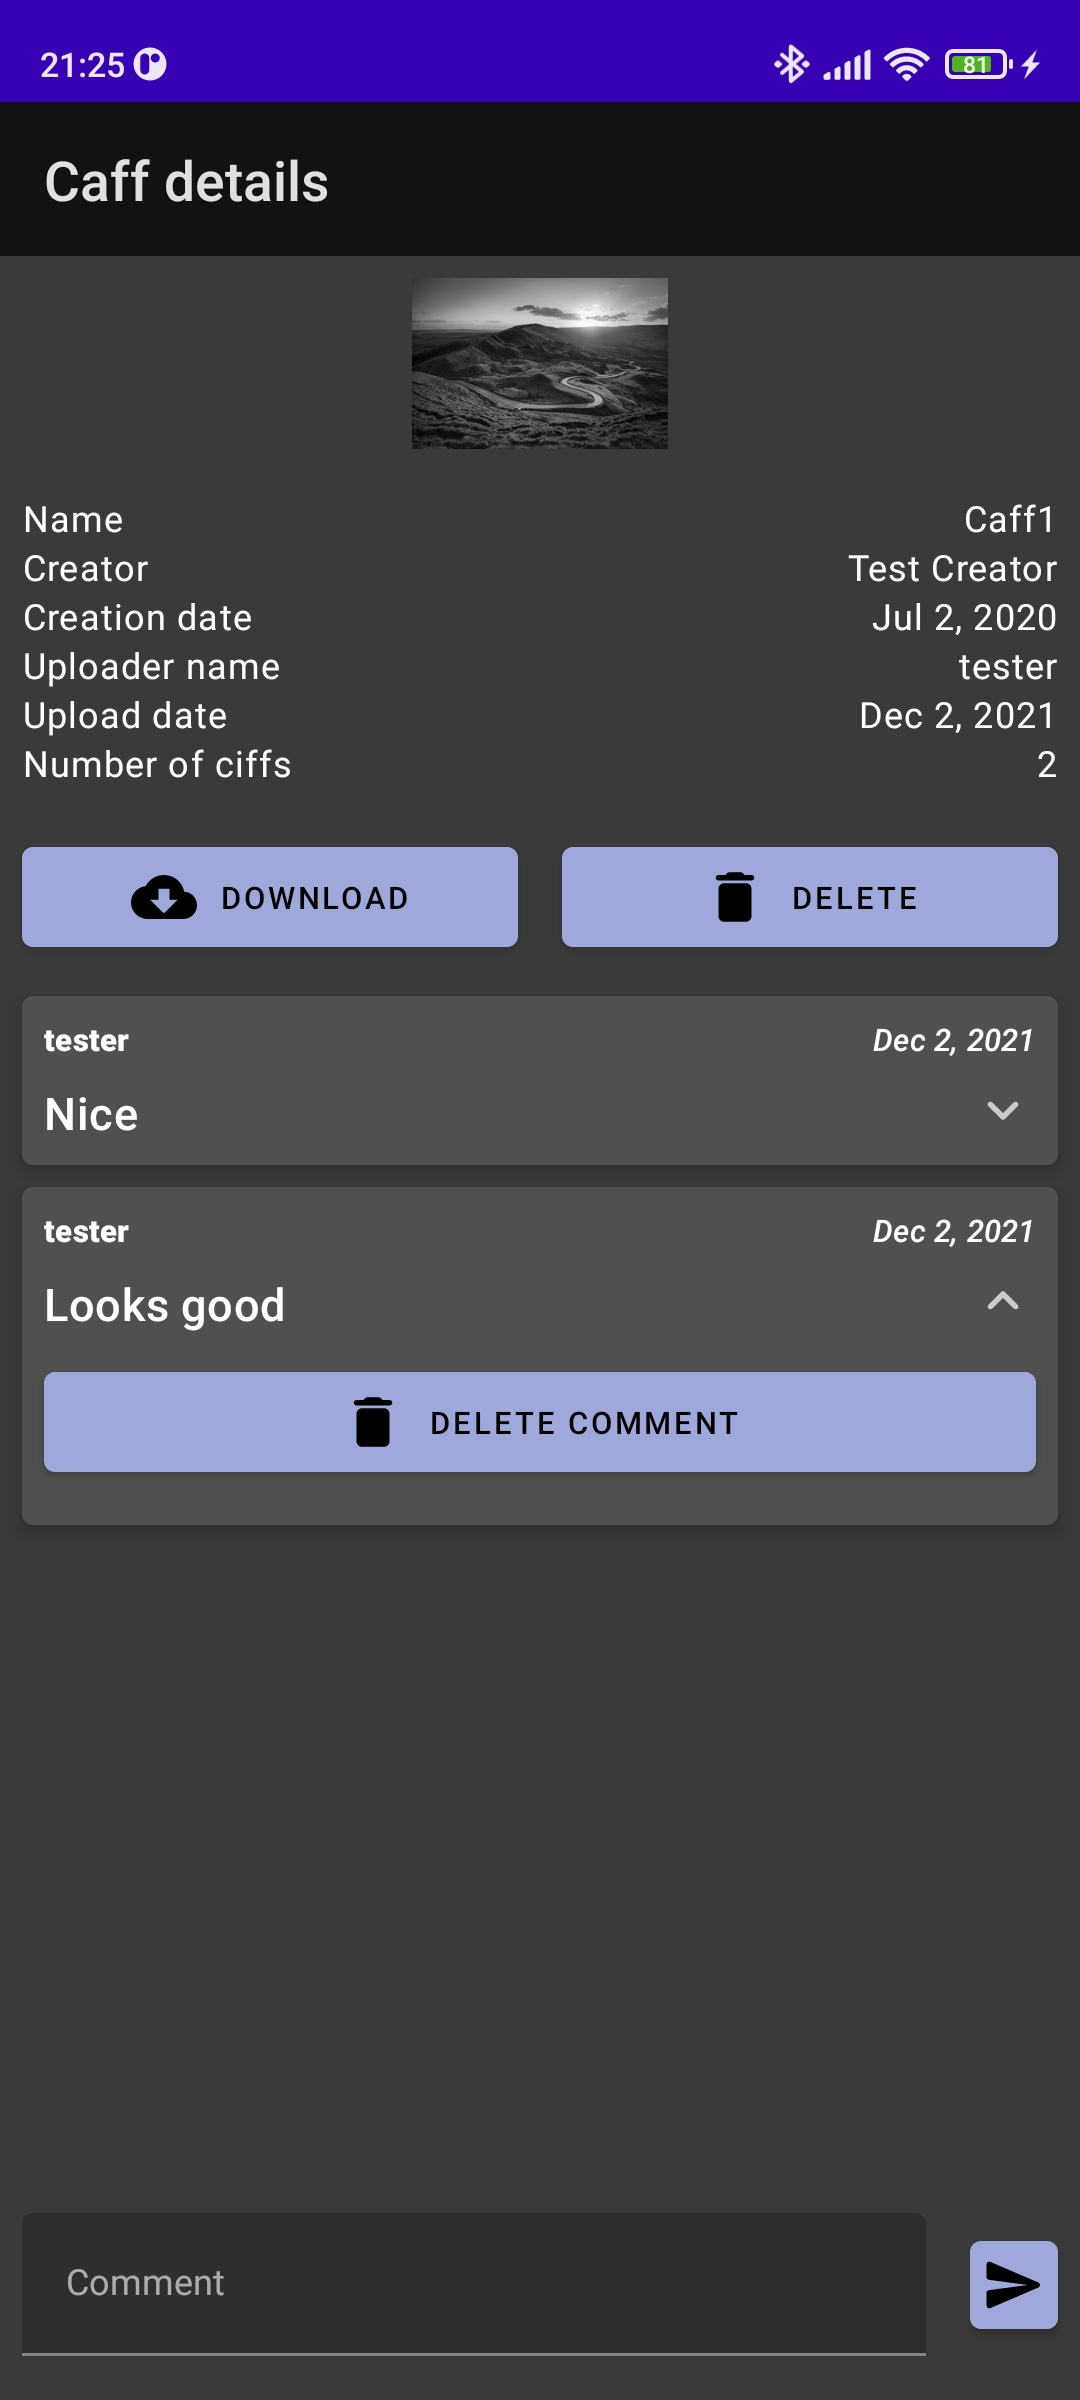 21:25 81
Caff details
Name Caff1
Creator Test Creator
Creation date Jul 2, 2020
Uploader name tester
Upload date Dec 2, 2021
Number of ciffs 2
DOWNLOAD DELETE
tester Dec 2, 2021
Nice
tester Dec 2, 2021
Looks good
DELETE COMMENT
Comment